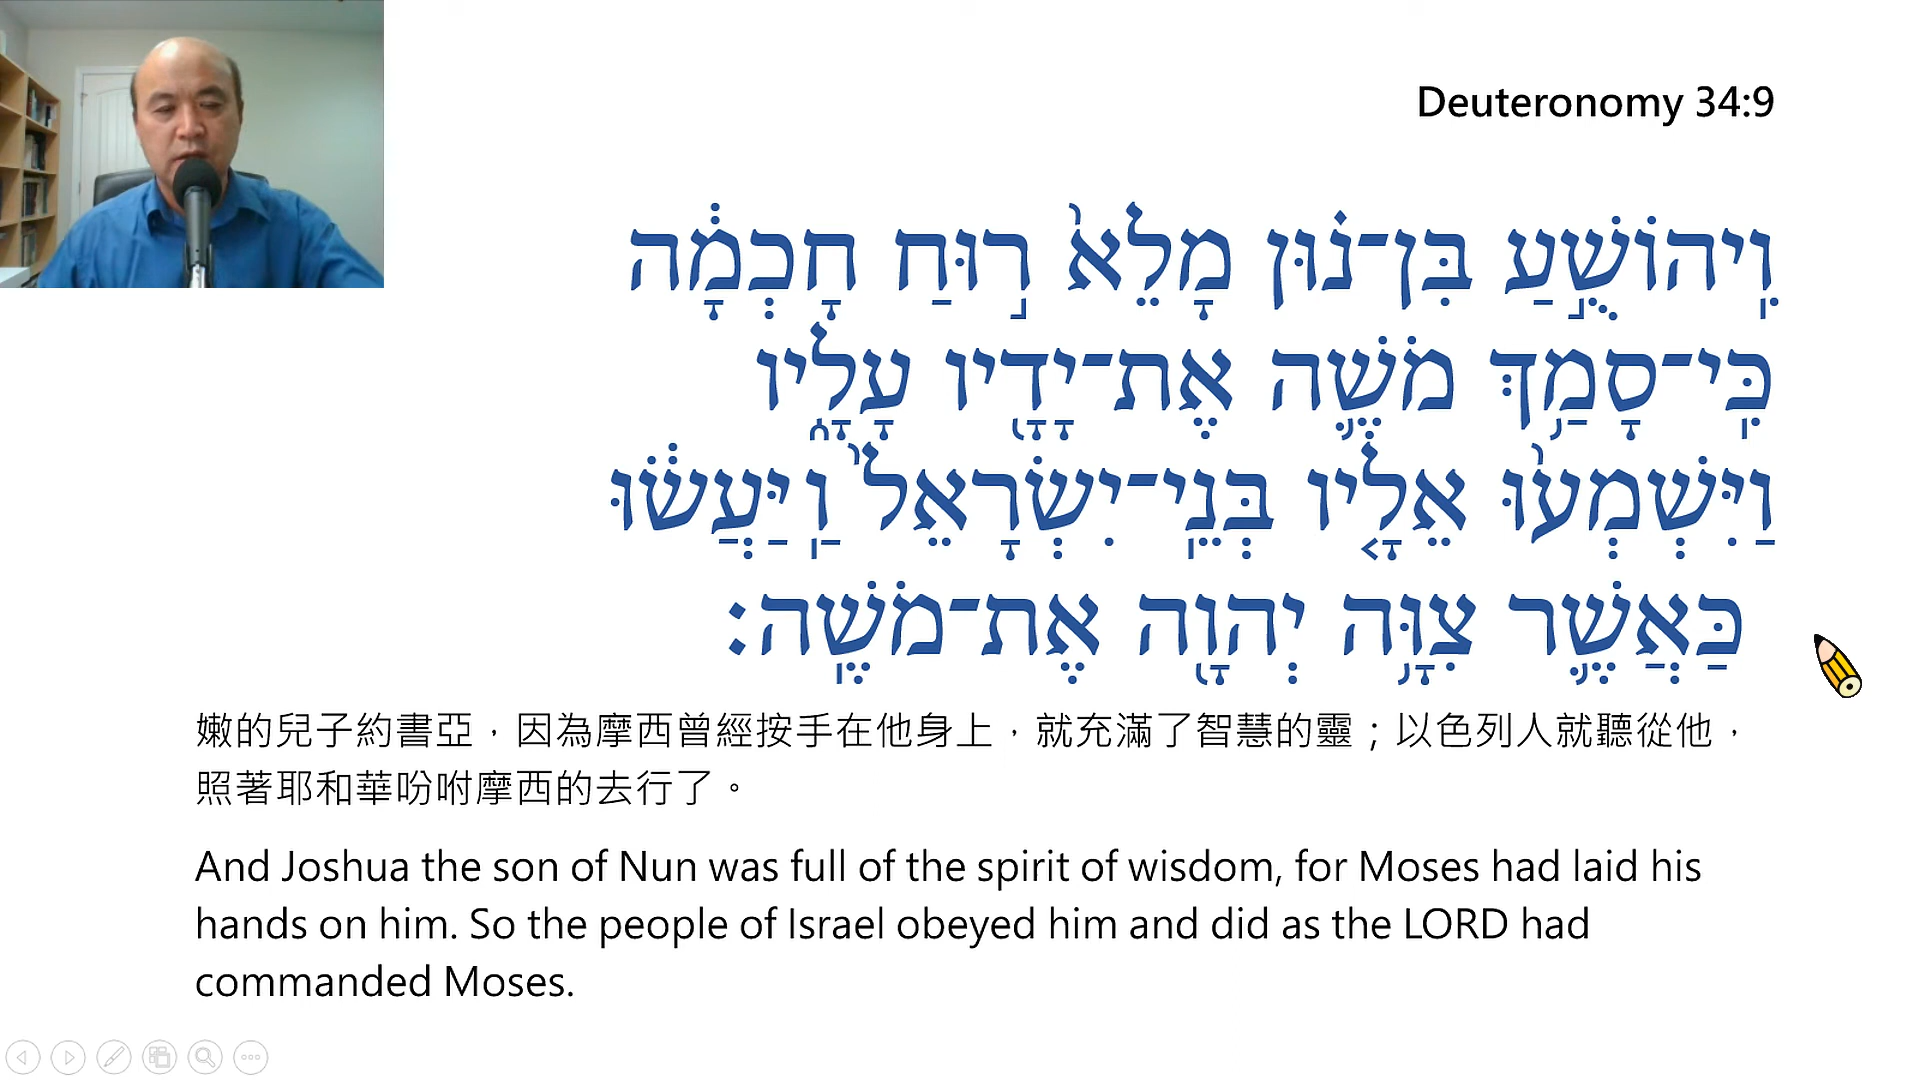 Deuteronomy 34:9
וִֽיהוֹשֻׁ֣עַ בִּן־נ֗וּן מָלֵא֙ ר֣וּחַ חָכְמָ֔ה
כִּֽי־סָמַ֥ךְ מֹשֶׁ֛ה אֶת־יָדָ֖יו עָלָ֑יו
וַיִּשְׁמְע֨וּ אֵלָ֤יו בְּנֵֽי־יִשְׂרָאֵל֙ וַֽיַּעֲשׂ֔וּ
כַּאֲשֶׁ֛ר צִוָּ֥ה יְהוָ֖ה אֶת־מֹשֶֽׁה׃
嫩的兒子約書亞，因為摩西曾經按手在他身上，就充滿了智慧的靈；以色列人就聽從他，
照著耶和華吩咐摩西的去行了。
And Joshua the son of Nun was full of the spirit of wisdom, for Moses had laid his
hands on him. So the people of Israel obeyed him and did as the LORD had
commanded Moses.